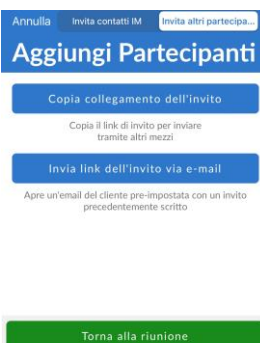 Annulla Invita contatti IM Invita altri partecipa...
Aggiungi Partecipanti
Copia collegamento dell'invito
Copia il link di invito per inviare
tramite altri mezzi
Invia link dell'invito via e-mail
Apre un'email del cliente pre-impostata con un invito
precedentemente scritto
Torna alla riunione